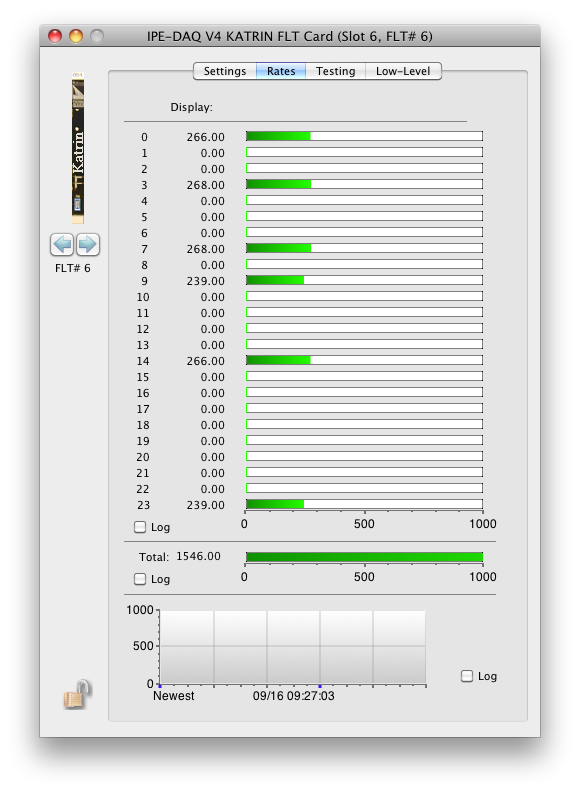 IPE-DAQ V4 KATRIN FLT Card (Slot 6, FLT# 6)
Settings Rates Testing Low-Level
Katrin
FLT# 6
Display:
0 266.00
1 0.00
2 0.00
3 268.00
4 0.00
5 0.00
6 0.00
7 268.00
8 0.00
9 239.00
10 0.00
11 0.00
12 0.00
13 0.00
14 266.00
15 0.00
16 0.00
17 0.00
18 0.00
19 0.00
20 0.00
21 0.00
22 0.00
23 239.00
Log 0 500 1000
Total: 1546.00
Log 0 500 1000
1000
500
0
Newest 09/16 09:27:03
Log